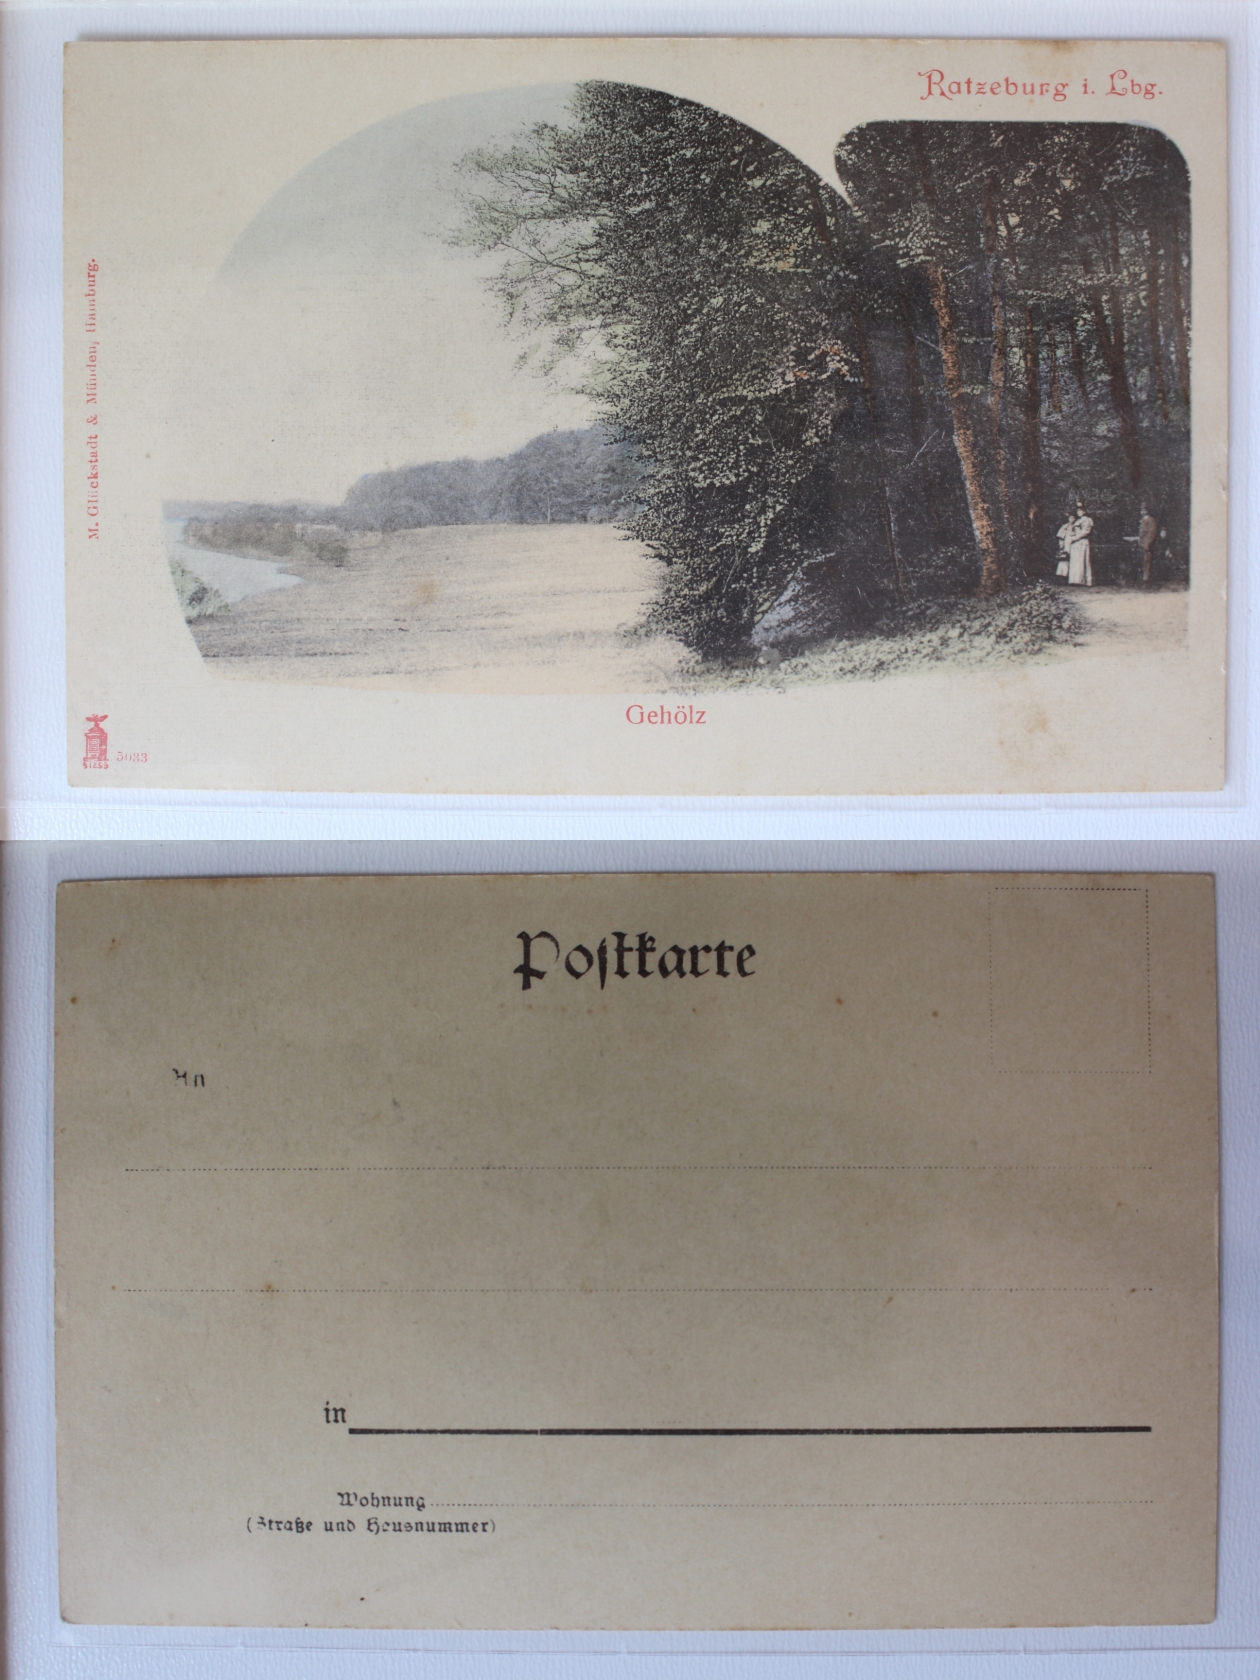 Ratzeburg i. Lbg.
M. Glückstadt & Münden, Hamburg.
Gehölz
5033
Postkarte
An
in
Wohnung
(Straße und Hausnummer)